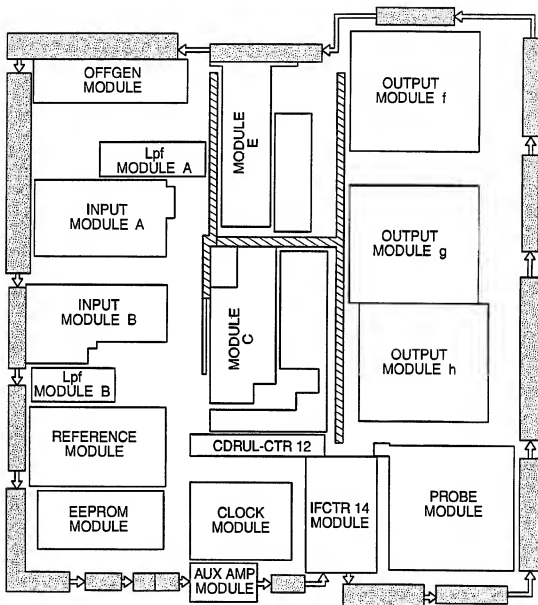 OFFGEN
MODULE
OUTPUT
MODULE f
MODULE
E
Lpf
MODULE A
INPUT
MODULE A
OUTPUT
MODULE g
INPUT
MODULE B
MODULE
C
OUTPUT
MODULE h
Lpf
MODULE B
REFERENCE
MODULE
CDRUL-CTR 12
EEPROM
MODULE
CLOCK
MODULE
IFCTR 14
MODULE
PROBE
MODULE
AUX AMP
MODULE